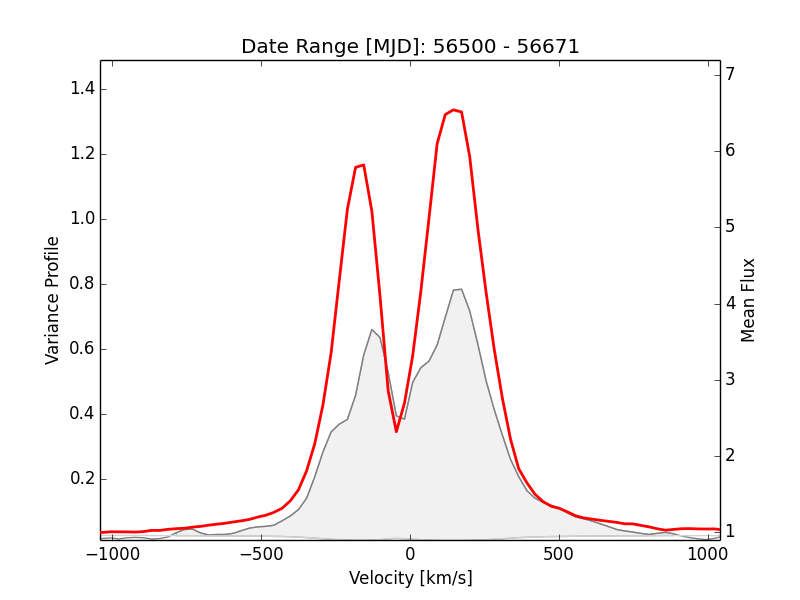 Date Range [MJD]: 56500 - 56671
1.4
1.2
1.0
0.8
0.6
0.4
0.2
Variance Profile
7
6
5
4
3
2
1
Mean Flux
−1000 −500 0 500 1000
Velocity [km/s]